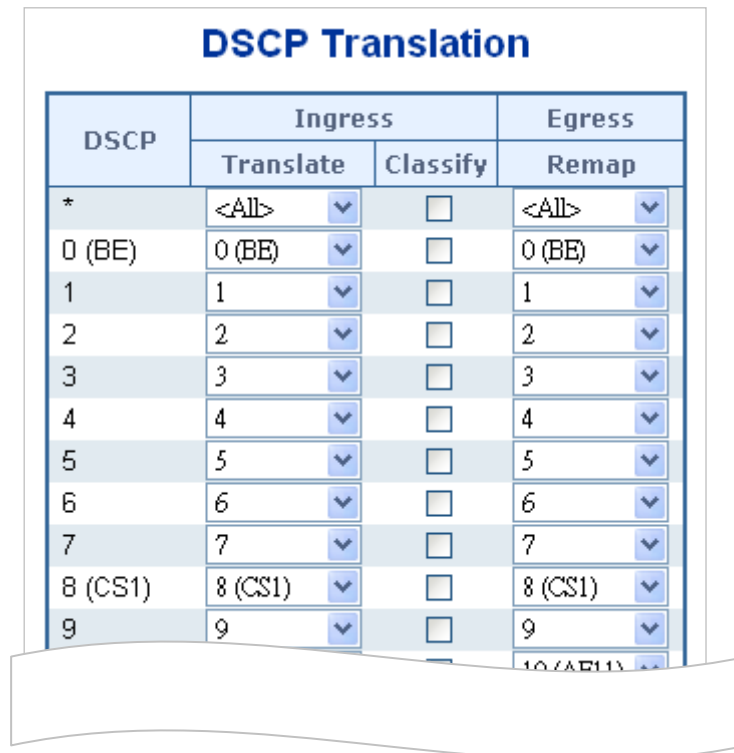 DSCP Translation
DSCP Ingress Egress
Translate Classify Remap
* <All> <All>
0 (BE) 0 (BE) 0 (BE)
1 1 1
2 2 2
3 3 3
4 4 4
5 5 5
6 6 6
7 7 7
8 (CS1) 8 (CS1) 8 (CS1)
9 9 9
10 (AF11)